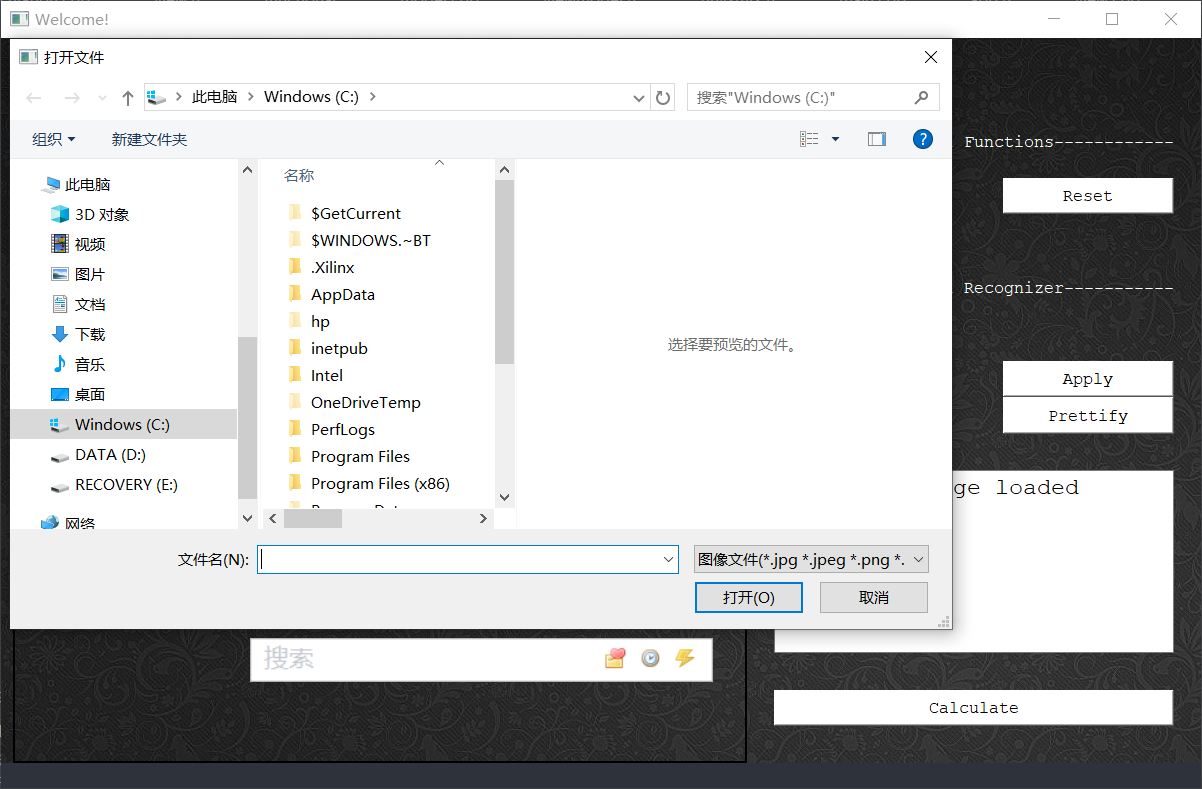 Welcome!
打开文件
此电脑 Windows (C:)
搜索"Windows (C:)"
组织 新建文件夹
此电脑
3D 对象
视频
图片
文档
下载
音乐
桌面
Windows (C:)
DATA (D:)
RECOVERY (E:)
网络
名称
$GetCurrent
$WINDOWS.~BT
.Xilinx
AppData
hp
inetpub
Intel
OneDriveTemp
PerfLogs
Program Files
Program Files (x86)
选择要预览的文件。
文件名(N):
图像文件(*.jpg *.jpeg *.png *.
打开(O) 取消
Functions------------
Reset
Recognizer-----------
Apply
Prettify
ge loaded
搜索
Calculate